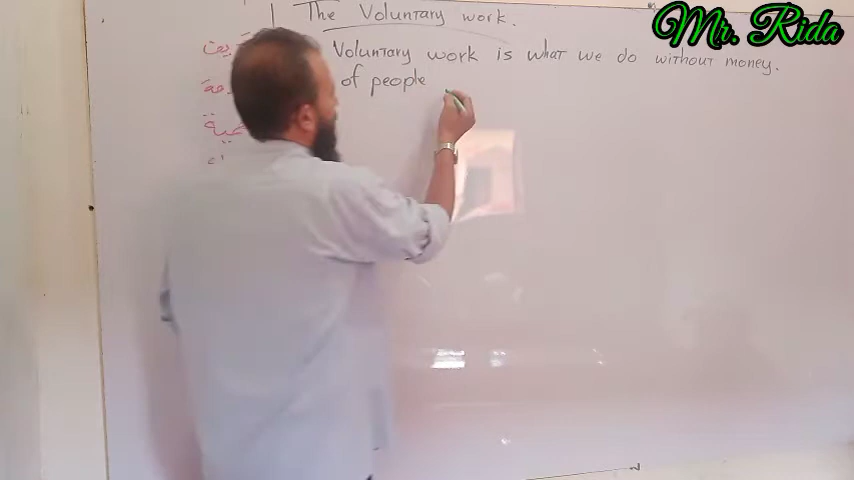 Mr. Rida
The Voluntary work.
Voluntary work is what we do without money.
of people